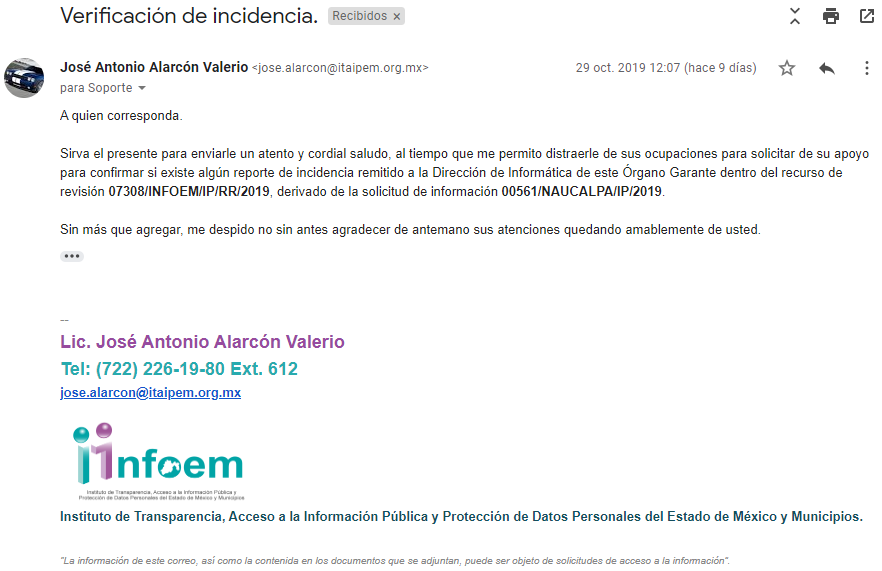 Verificación de incidencia. Recibidos x
José Antonio Alarcón Valerio <jose.alarcon@itaipem.org.mx> 29 oct. 2019 12:07 (hace 9 días)
para Soporte
A quien corresponda.
Sirva el presente para enviarle un atento y cordial saludo, al tiempo que me permito distraerle de sus ocupaciones para solicitar de su apoyo
para confirmar si existe algún reporte de incidencia remitido a la Dirección de Informática de este Órgano Garante dentro del recurso de
revisión 07308/INFOEM/IP/RR/2019, derivado de la solicitud de información 00561/NAUCALPA/IP/2019.
Sin más que agregar, me despido no sin antes agradecer de antemano sus atenciones quedando amablemente de usted.
--
Lic. José Antonio Alarcón Valerio
Tel: (722) 226-19-80 Ext. 612
jose.alarcon@itaipem.org.mx
infoem
Instituto de Transparencia, Acceso a la Información Pública y
Protección de Datos Personales del Estado de México y Municipios
Instituto de Transparencia, Acceso a la Información Pública y Protección de Datos Personales del Estado de México y Municipios.
"La información de este correo, así como la contenida en los documentos que se adjuntan, puede ser objeto de solicitudes de acceso a la información".